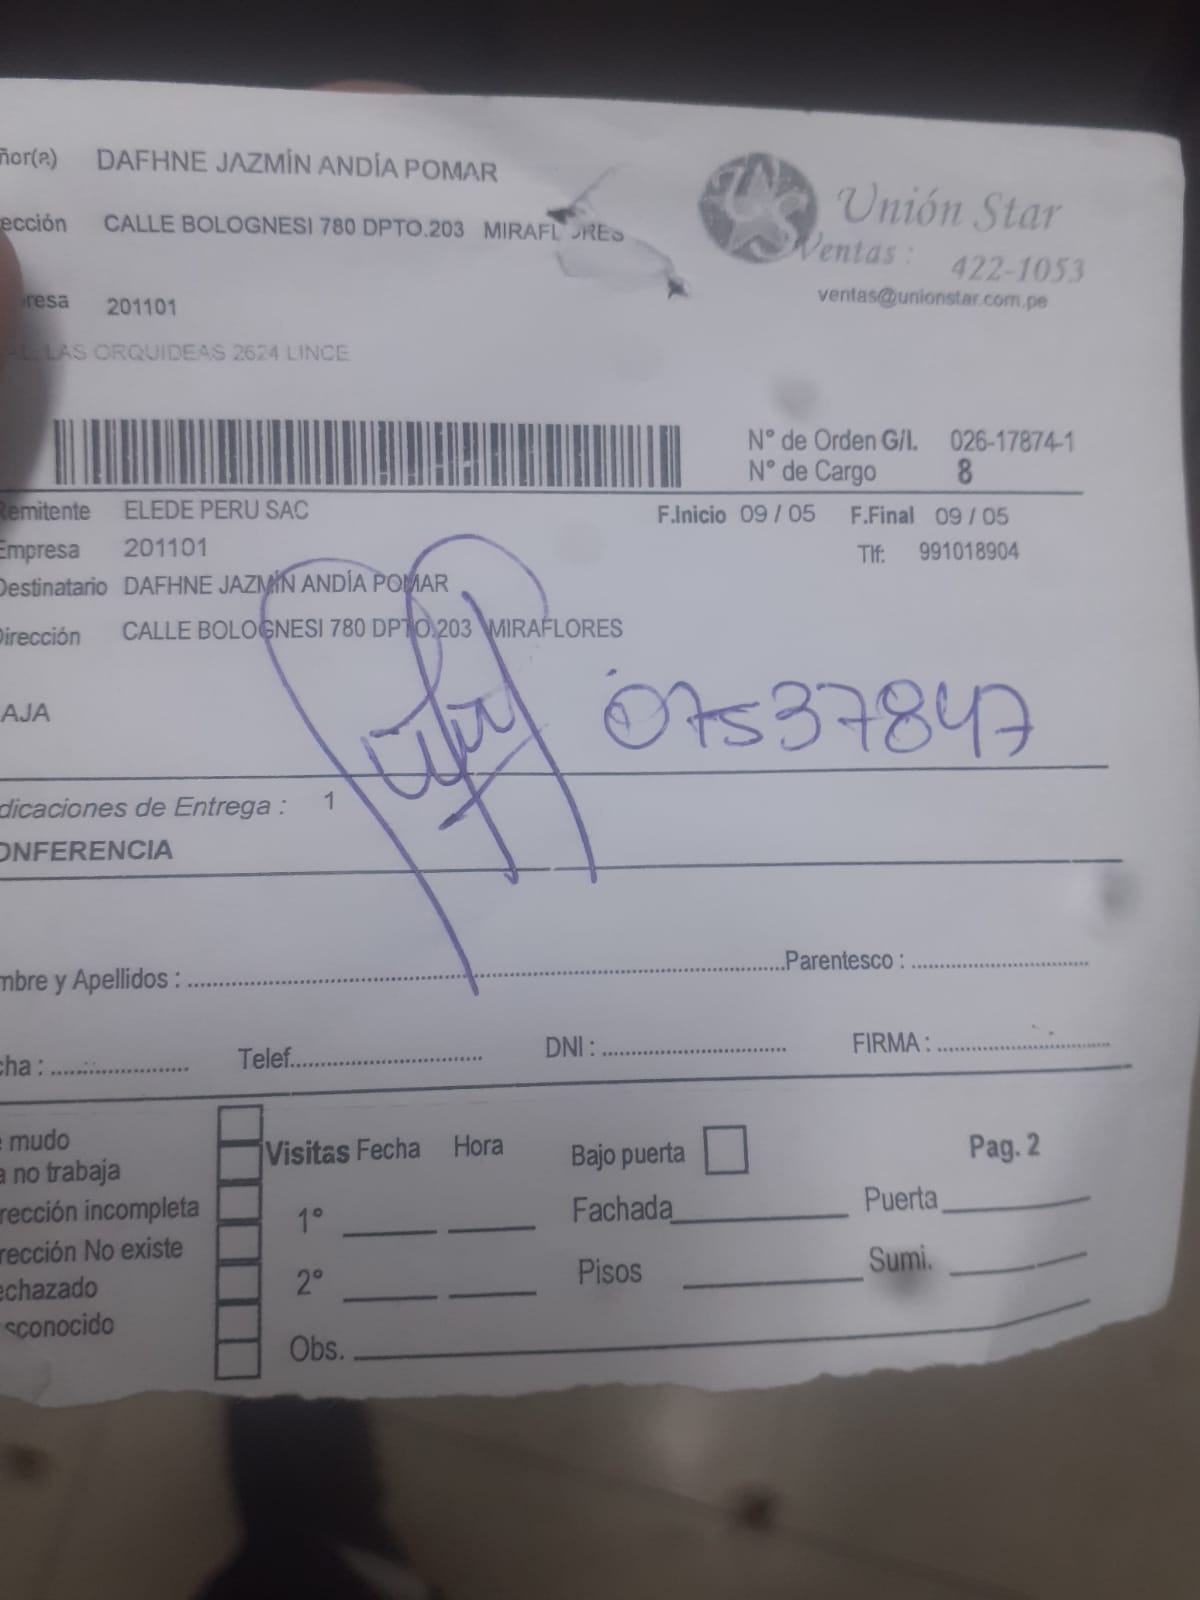 ñor(a) DAFHNE JAZMÍN ANDÍA POMAR
Unión Star
ección CALLE BOLOGNESI 780 DPTO.203 MIRAFLORES
Ventas : 422-1053
ventas@unionstar.com.pe
resa 201101
AL. LAS ORQUIDEAS 2624 LINCE
N° de Orden G/I. 026-17874-1
N° de Cargo 8
Remitente ELEDE PERU SAC
F.Inicio 09 / 05 F.Final 09 / 05
Empresa 201101
Tlf: 991018904
Destinatario DAFHNE JAZMÍN ANDÍA POMAR
Dirección CALLE BOLOGNESI 780 DPTO.203 MIRAFLORES
07537847
AJA
dicaciones de Entrega : 1
ONFERENCIA
mbre y Apellidos : Parentesco :
cha : Telef. DNI : FIRMA :
e mudo
a no trabaja
rección incompleta
rección No existe
echazado
sconocido
Visitas Fecha Hora
1°
2°
Obs.
Bajo puerta
Pag. 2
Fachada Puerta
Pisos Sumi.